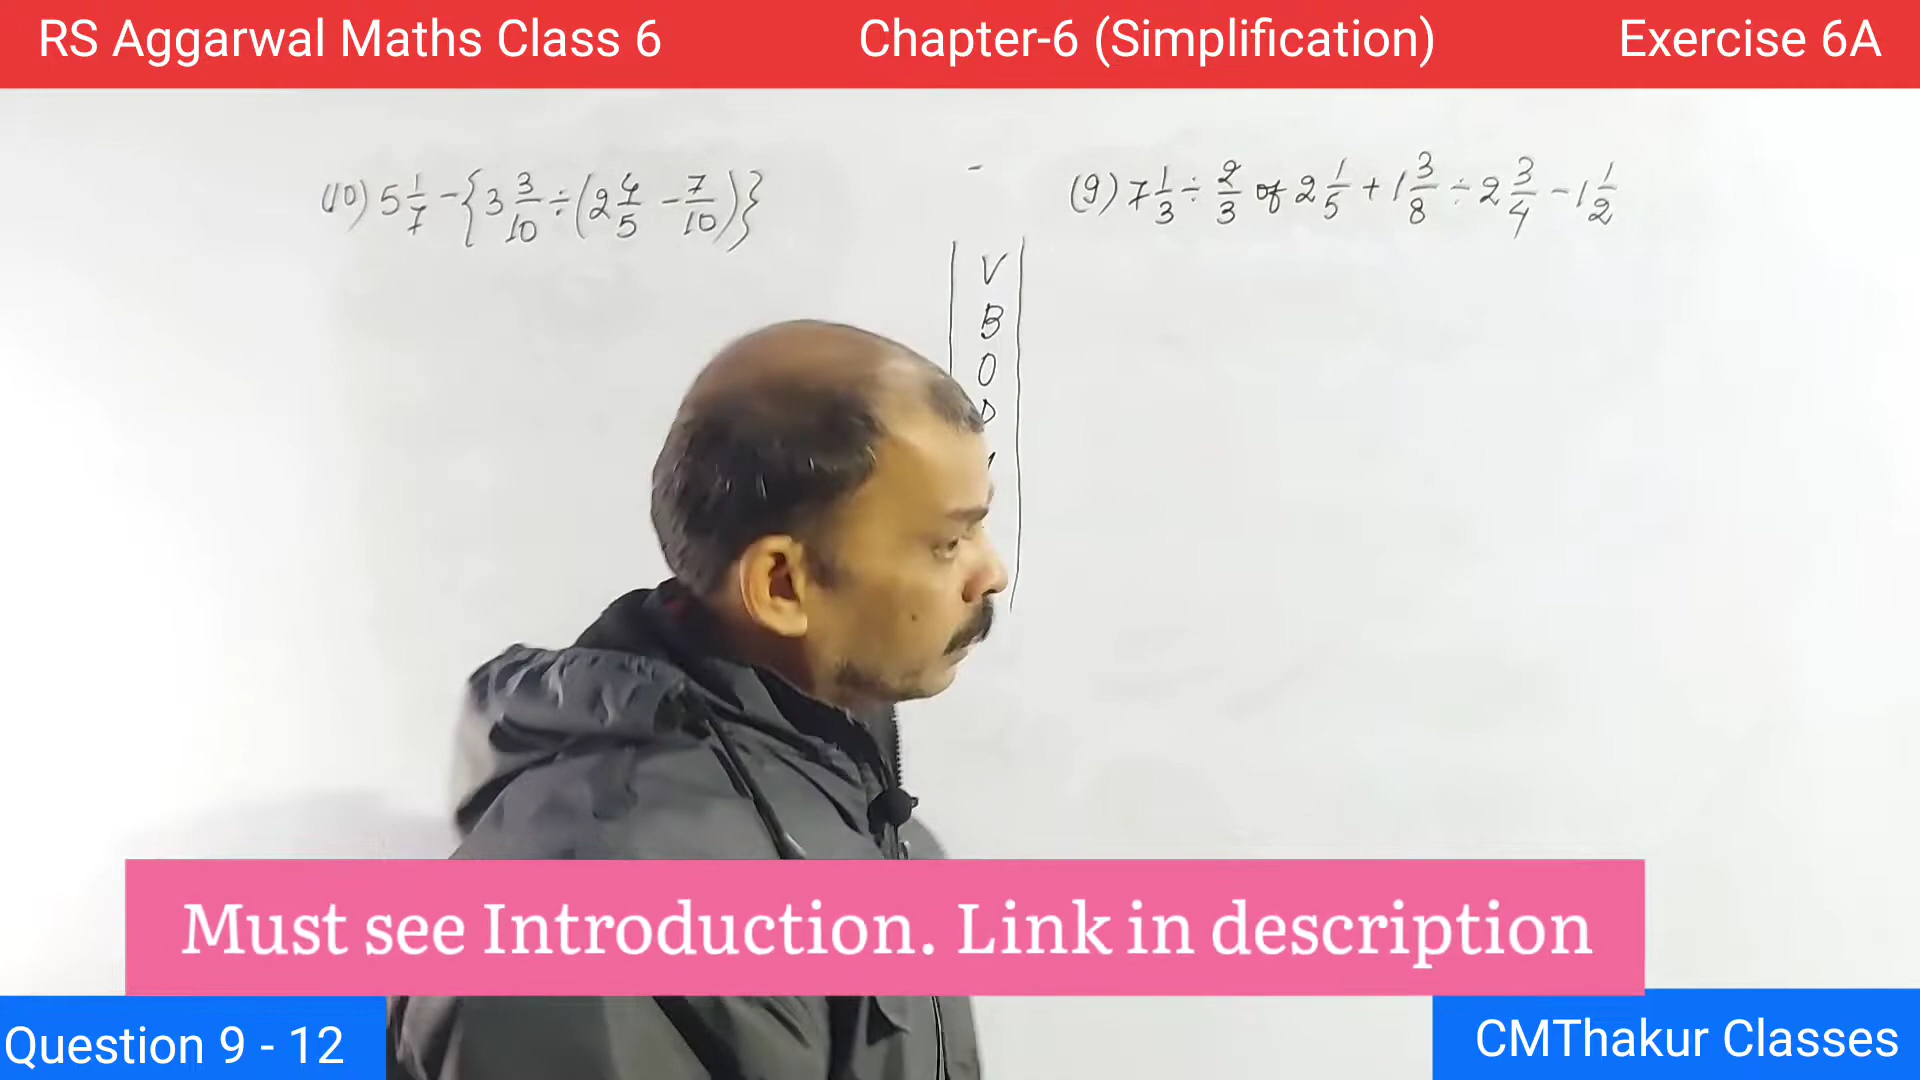 RS Aggarwal Maths Class 6 Chapter-6 (Simplification) Exercise 6A
(10) 5 1/7 - {3 3/10 ÷ (2 4/5 - 7/10)}
(9) 7 1/3 ÷ 2/3 of 2 1/5 + 1 3/8 ÷ 2 3/4 - 1 1/2
V
B
O
D
Must see Introduction. Link in description
Question 9 - 12
CMThakur Classes